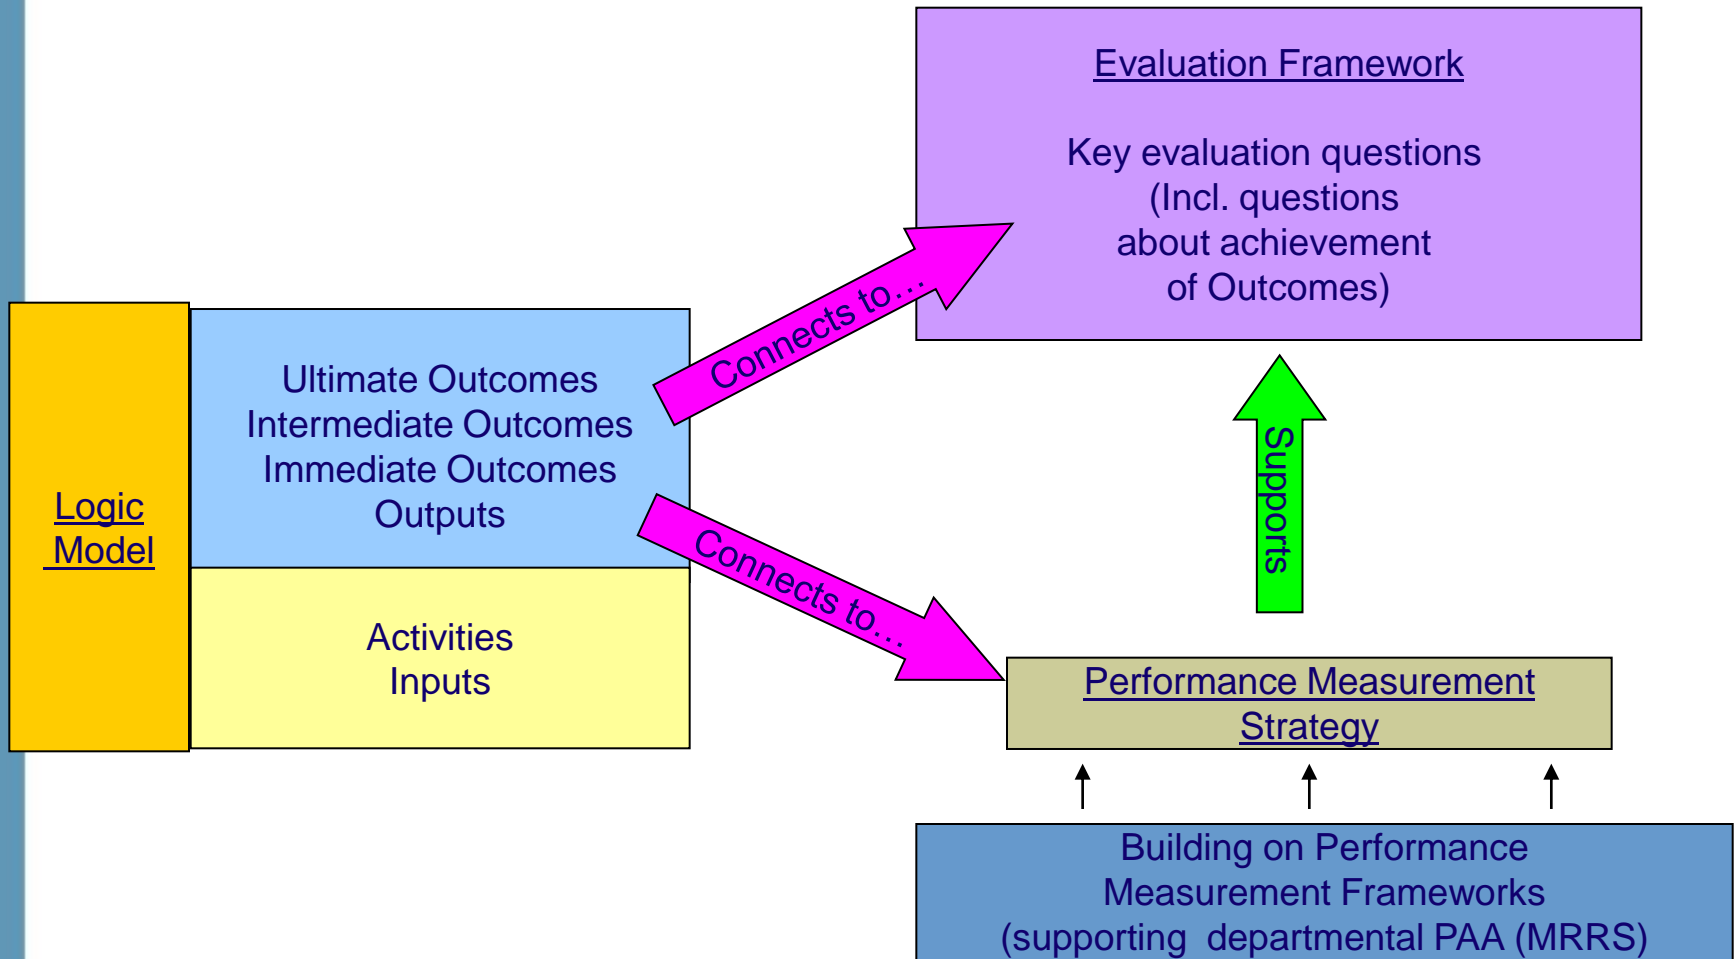 Evaluation Framework
Key evaluation questions
(Incl. questions
about achievement
of Outcomes)
Connects to…
Ultimate Outcomes
Intermediate Outcomes
Immediate Outcomes
Outputs
Logic
Model
Activities
Inputs
Connects to…
Supports
Performance Measurement
Strategy
Building on Performance
Measurement Frameworks
(supporting departmental PAA (MRRS)